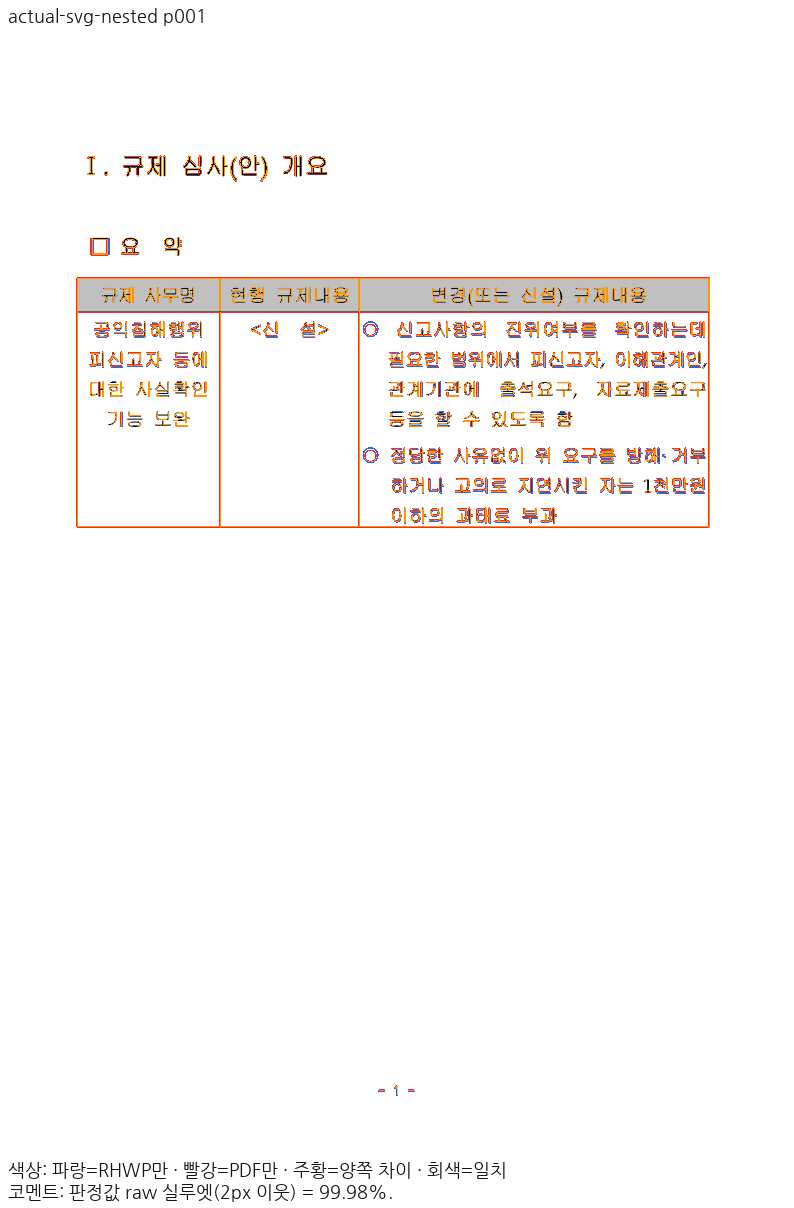 actual-svg-nested p001
Ⅰ. 규제 심사(안) 개요
□ 요 약
규제 사무명 현행 규제내용 변경(또는 신설) 규제내용
공익침해행위
피신고자 등에
대한 사실확인
기능 보완
<신 설>
○ 신고사항의 진위여부를 확인하는데
필요한 범위에서 피신고자, 이해관계인,
관계기관에 출석요구, 자료제출요구
등을 할 수 있도록 함
○ 정당한 사유없이 위 요구를 방해·거부
하거나 고의로 지연시킨 자는 1천만원
이하의 과태료 부과
- 1 -
색상: 파랑=RHWP만 · 빨강=PDF만 · 주황=양쪽 차이 · 회색=일치
코멘트: 판정값 raw 실루엣(2px 이웃) = 99.98%.